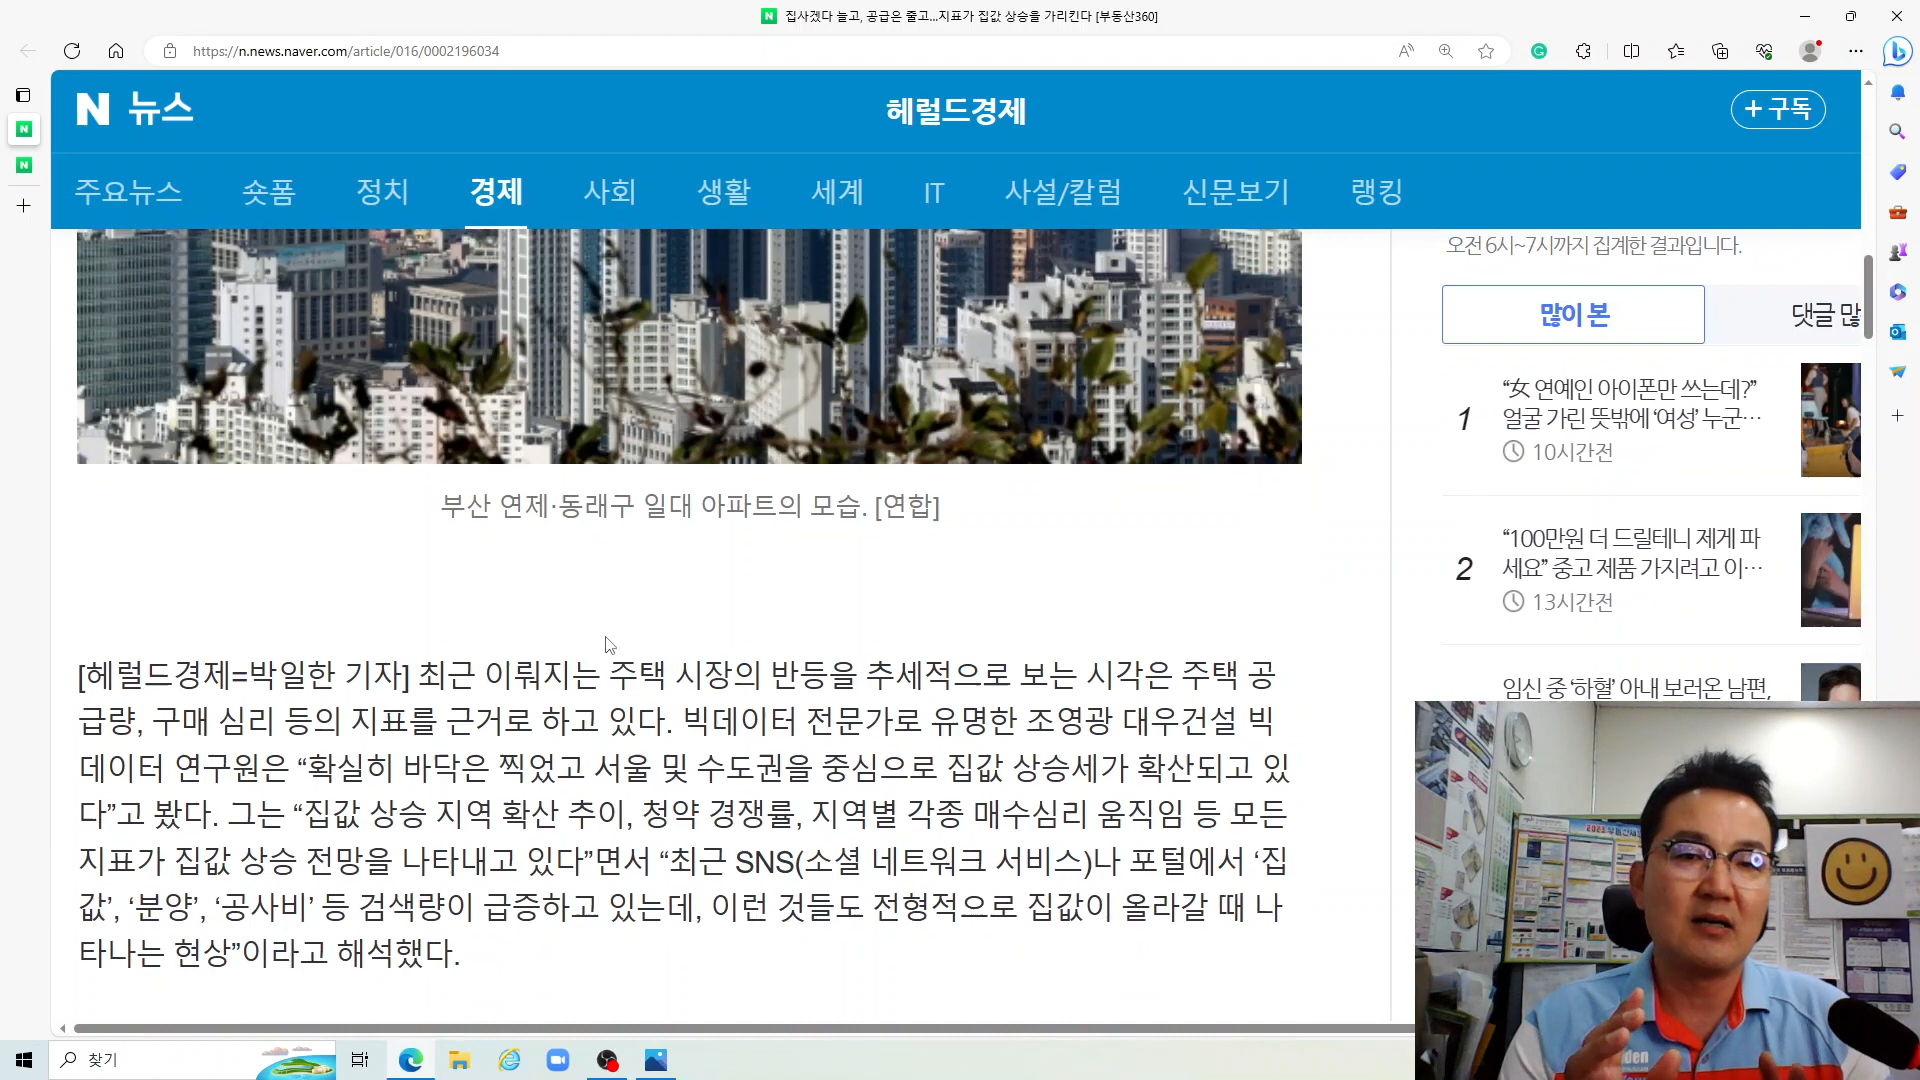 집사겠다 늘고, 공급은 줄고...지표가 집값 상승을 가리킨다 [부동산360]
https://n.news.naver.com/article/016/0002196034
N 뉴스
헤럴드경제
+ 구독
주요뉴스 숏폼 정치 경제 사회 생활 세계 IT 사설/칼럼 신문보기 랭킹
오전 6시~7시까지 집계한 결과입니다.
많이 본
댓글 많
1
“女 연예인 아이폰만 쓰는데?”
얼굴 가린 뜻밖에 ‘여성’ 누군…
10시간전
2
“100만원 더 드릴테니 제게 파
세요” 중고 제품 가지려고 이…
13시간전
임신 중 ‘하혈’ 아내 보러온 남편,
부산 연제·동래구 일대 아파트의 모습. [연합]
[헤럴드경제=박일한 기자] 최근 이뤄지는 주택 시장의 반등을 추세적으로 보는 시각은 주택 공
급량, 구매 심리 등의 지표를 근거로 하고 있다. 빅데이터 전문가로 유명한 조영광 대우건설 빅
데이터 연구원은 “확실히 바닥은 찍었고 서울 및 수도권을 중심으로 집값 상승세가 확산되고 있
다”고 봤다. 그는 “집값 상승 지역 확산 추이, 청약 경쟁률, 지역별 각종 매수심리 움직임 등 모든
지표가 집값 상승 전망을 나타내고 있다”면서 “최근 SNS(소셜 네트워크 서비스)나 포털에서 ‘집
값’, ‘분양’, ‘공사비’ 등 검색량이 급증하고 있는데, 이런 것들도 전형적으로 집값이 올라갈 때 나
타나는 현상”이라고 해석했다.
찾기